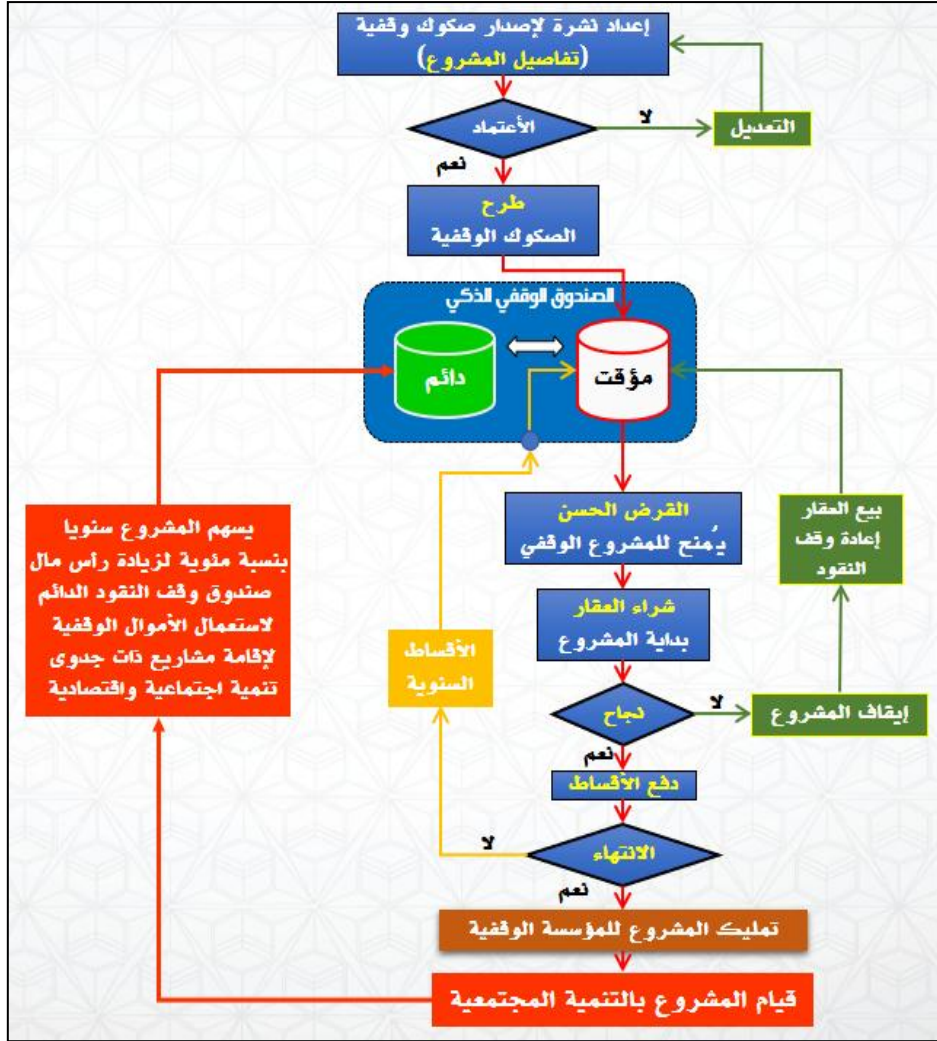 إعداد نشرة لإصدار صكوك وقفية
(تفاصيل المشروع)
الأعتماد
لا
التعديل
نعم
طرح
الصكوك الوقفية
الصندوق الوقفي الذكي
مؤقت
دائم
القرض الحسن
يُمنح للمشروع الوقفي
بيع العقار
إعادة وقف
النقود
شراء العقار
بداية المشروع
يسهم المشروع سنويا
بنسبة مئوية لزيادة رأس مال
صندوق وقف النقود الدائم
لاستعمال الأموال الوقفية
لإقامة مشاريع ذات جدوى
تنمية اجتماعية واقتصادية
الأقساط
السنوية
نجاح
لا
إيقاف المشروع
نعم
دفع الأقساط
الانتهاء
لا
نعم
تمليك المشروع للمؤسسة الوقفية
قيام المشروع بالتنمية المجتمعية